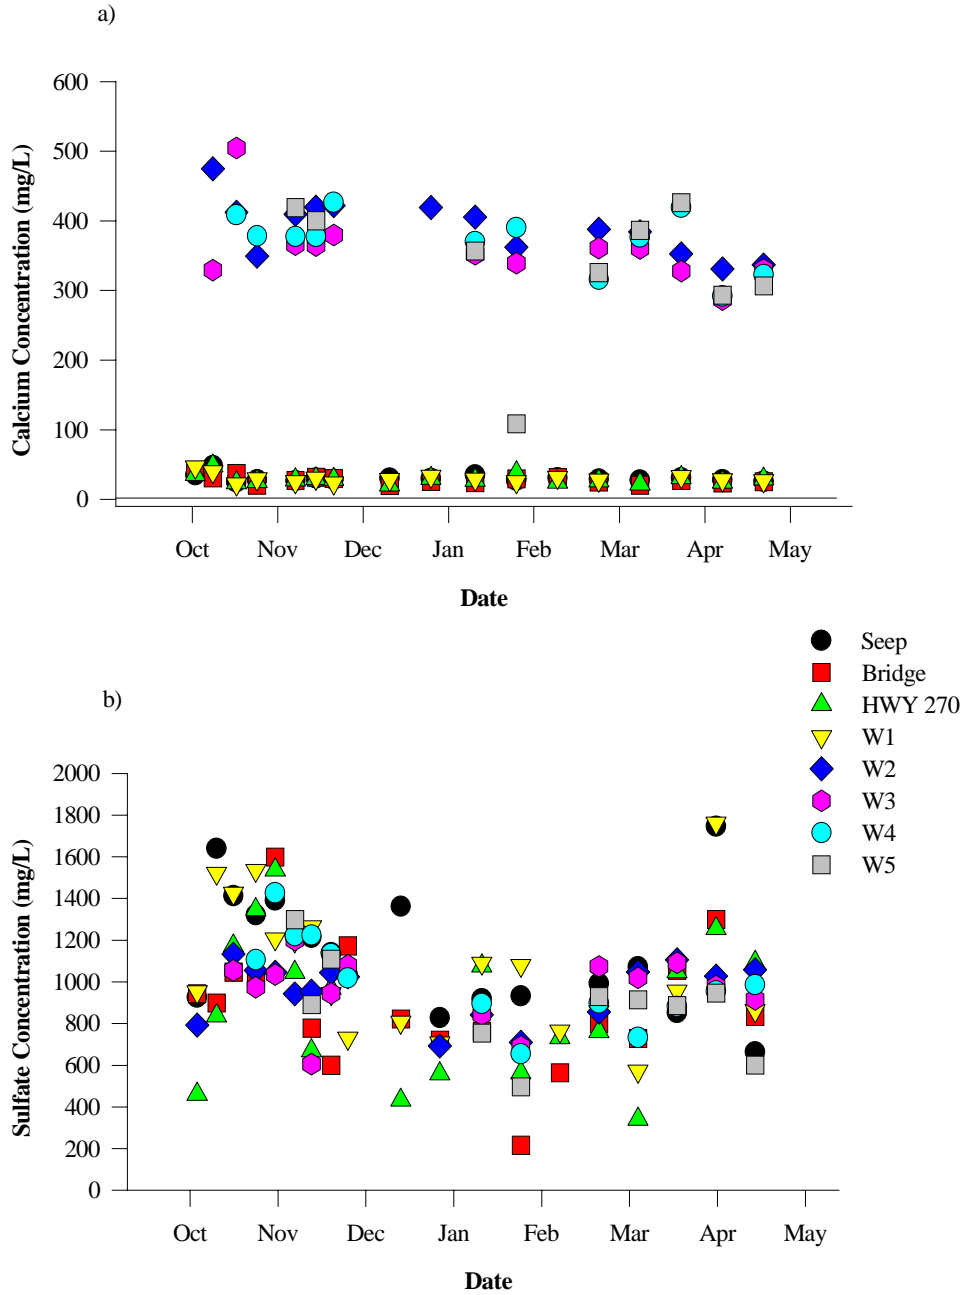 a)
600
500
400
300
200
100
0
Calcium Concentration (mg/L)
Oct Nov Dec Jan Feb Mar Apr May
Date
Seep
Bridge
HWY 270
W1
W2
W3
W4
W5
b)
2000
1800
1600
1400
1200
1000
800
600
400
200
0
Sulfate Concentration (mg/L)
Oct Nov Dec Jan Feb Mar Apr May
Date